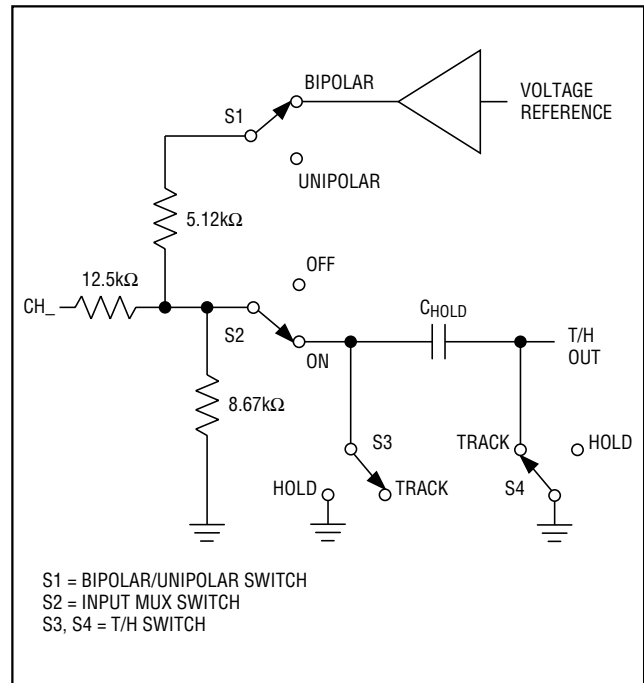 BIPOLAR
VOLTAGE
REFERENCE
S1
UNIPOLAR
5.12kΩ
OFF
12.5kΩ
CH_
CHOLD
T/H
OUT
S2
ON
8.67kΩ
S3
TRACK
HOLD
HOLD
TRACK
S4
S1 = BIPOLAR/UNIPOLAR SWITCH
S2 = INPUT MUX SWITCH
S3, S4 = T/H SWITCH